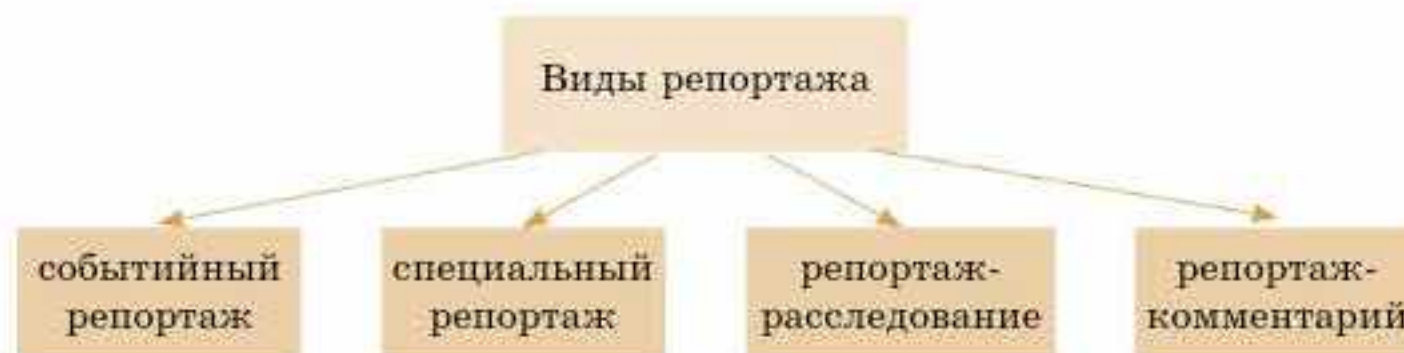 Виды репортажа
событийный
репортаж
специальный
репортаж
репортаж-
расследование
репортаж-
комментарий